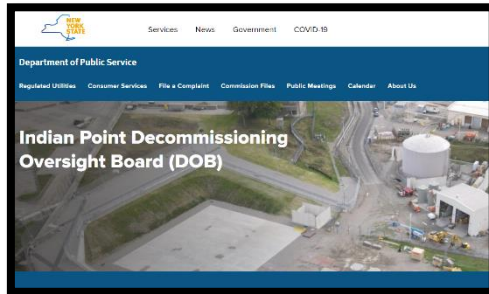 NEW
YORK
STATE
Services News Government COVID-19
Department of Public Service
Regulated Utilities Consumer Services File a Complaint Commission Files Public Meetings Calendar About Us
Indian Point Decommissioning
Oversight Board (DOB)